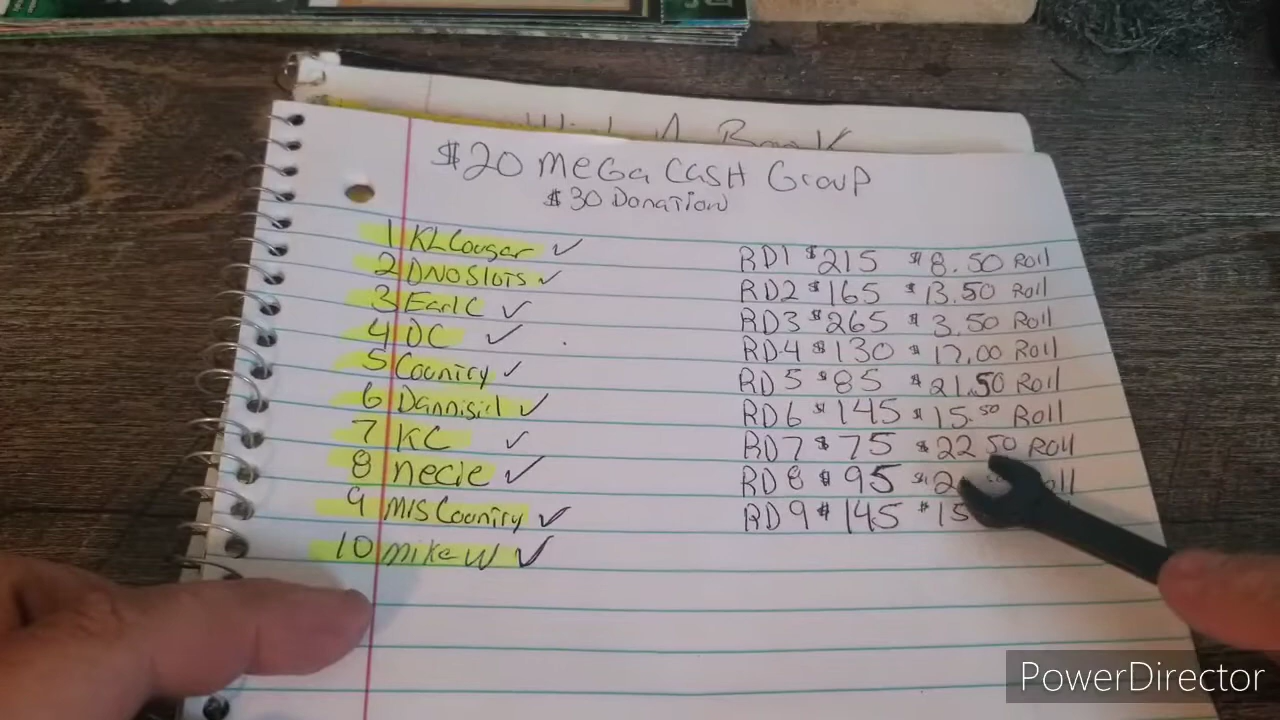 $20 MEGA CASH GROUP
$30 DONATION
1 KLCougar ✓
2 DNOSLOTS ✓
3 EarlC ✓
4 DC ✓
5 Country ✓
6 Dannisid ✓
7 KC ✓
8 necie ✓
9 MisCountry ✓
10 mikeW ✓
RD1 $215 $8.50 Roll
RD2 $165 $13.50 Roll
RD3 $265 $3.50 Roll
RD4 $130 $17.00 Roll
RD5 $85 $21.50 Roll
RD6 $145 $15.50 Roll
RD7 $75 $22.50 Roll
RD8 $95
RD9 $145
PowerDirector